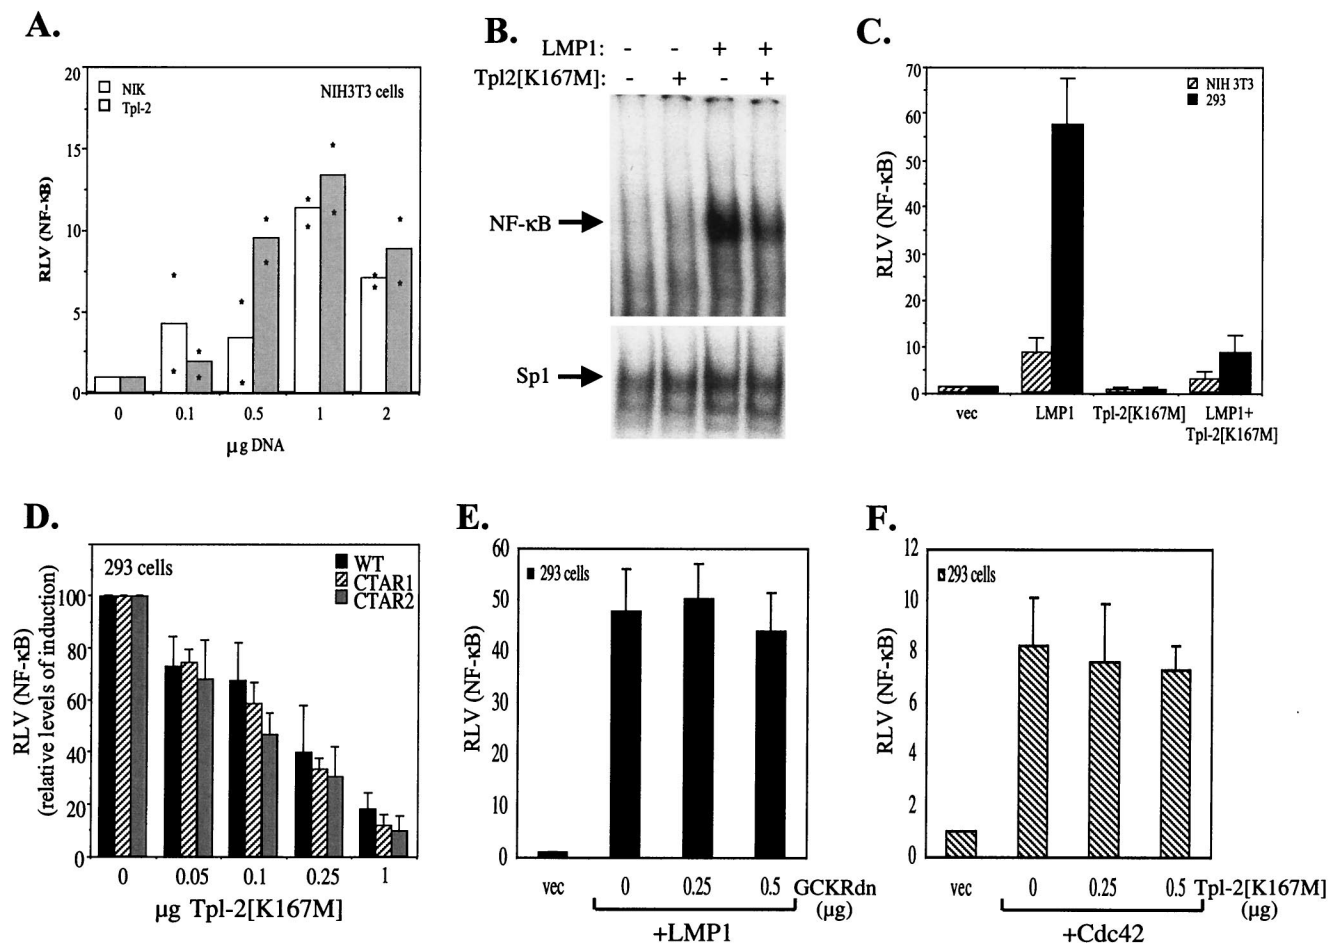 A.
20
15
10
5
0
RLV (NF-κB)
NIK
Tpl-2
NIH3T3 cells
0 0.1 0.5 1 2
μg DNA
B.
LMP1: - - + +
Tpl2[K167M]: - + - +
NF-κB
Sp1
C.
70
60
50
40
30
20
10
0
RLV (NF-κB)
NIH 3T3
293
vec LMP1 Tpl-2[K167M] LMP1+
Tpl-2[K167M]
D.
100
80
60
40
20
0
RLV (NF-κB)
(relative levels of induction)
293 cells
WT
CTAR1
CTAR2
0 0.05 0.1 0.25 1
μg Tpl-2[K167M]
E.
60
50
40
30
20
10
0
RLV (NF-κB)
293 cells
vec 0 0.25 0.5 GCKRdn
(μg)
+LMP1
F.
12
10
8
6
4
2
0
RLV (NF-κB)
293 cells
vec 0 0.25 0.5 Tpl-2[K167M]
(μg)
+Cdc42